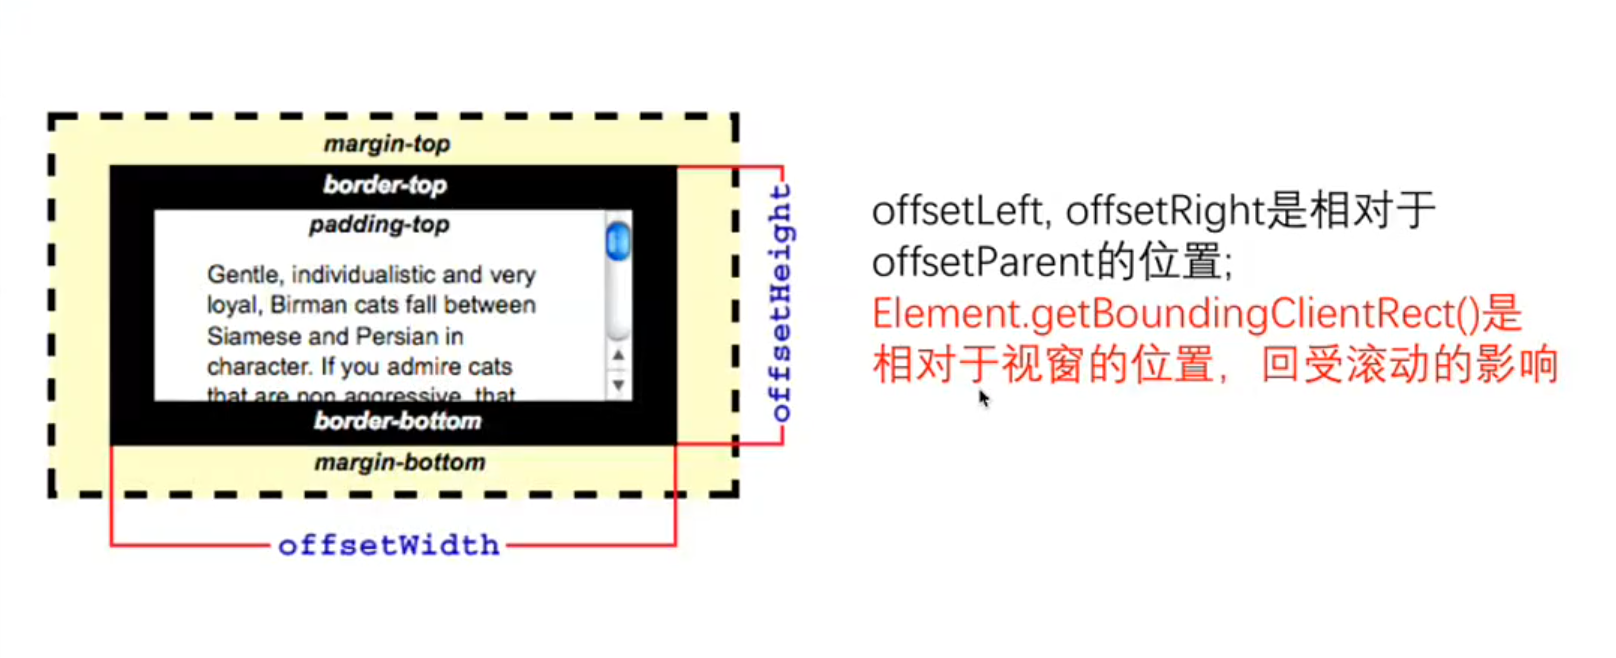 margin-top
border-top
padding-top
Gentle, individualistic and very
loyal, Birman cats fall between
Siamese and Persian in
character. If you admire cats
that are non aggressive, that
border-bottom
margin-bottom
offsetWidth
offsetHeight
offsetLeft, offsetRight是相对于
offsetParent的位置;
Element.getBoundingClientRect()是
相对于视窗的位置，回受滚动的影响